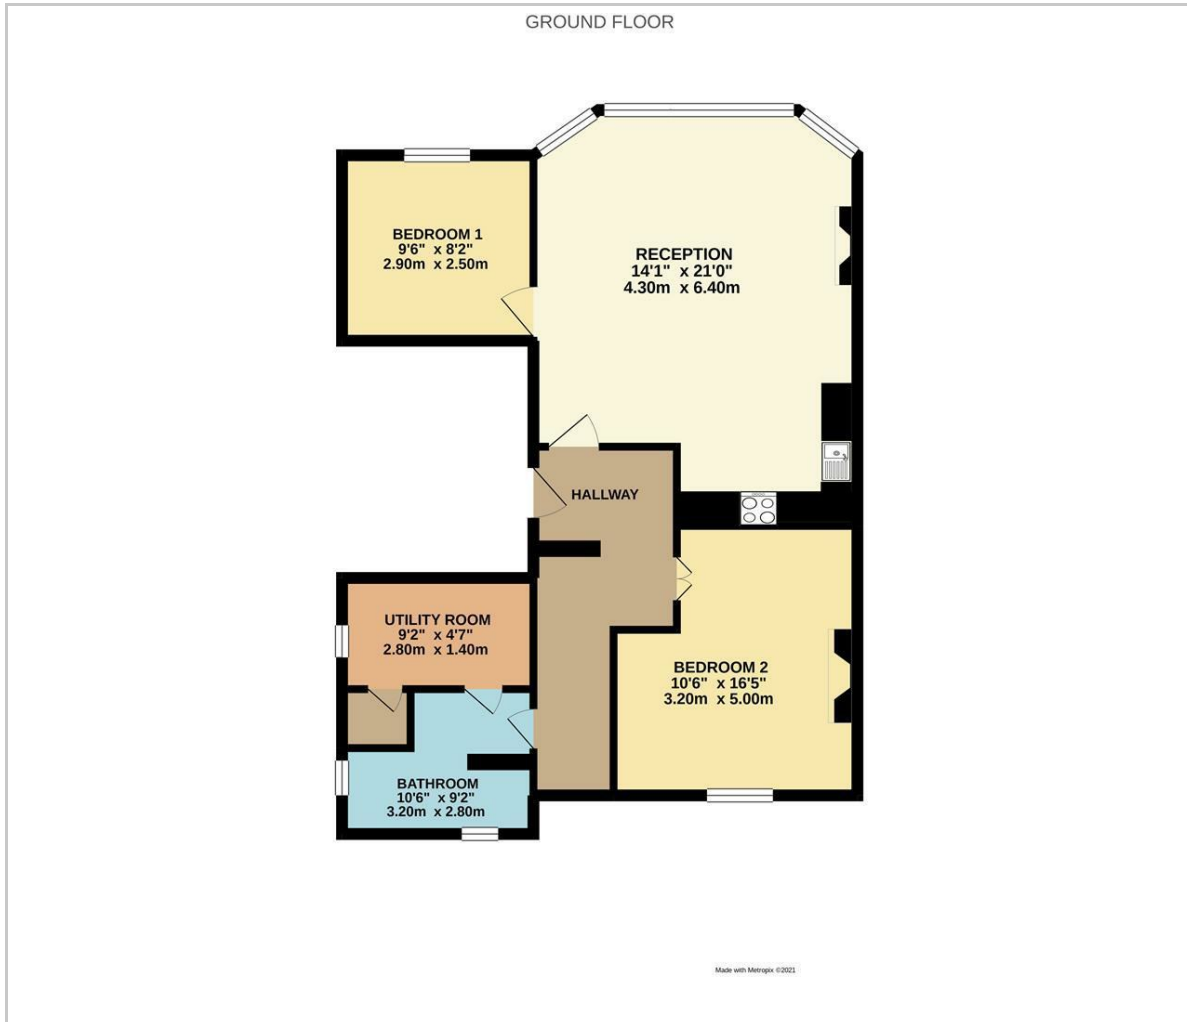 GROUND FLOOR
BEDROOM 1
9'6" x 8'2"
2.90m x 2.50m
RECEPTION
14'1" x 21'0"
4.30m x 6.40m
HALLWAY
UTILITY ROOM
9'2" x 4'7"
2.80m x 1.40m
BEDROOM 2
10'6" x 16'5"
3.20m x 5.00m
BATHROOM
10'6" x 9'2"
3.20m x 2.80m
Made with Metropix ©2021